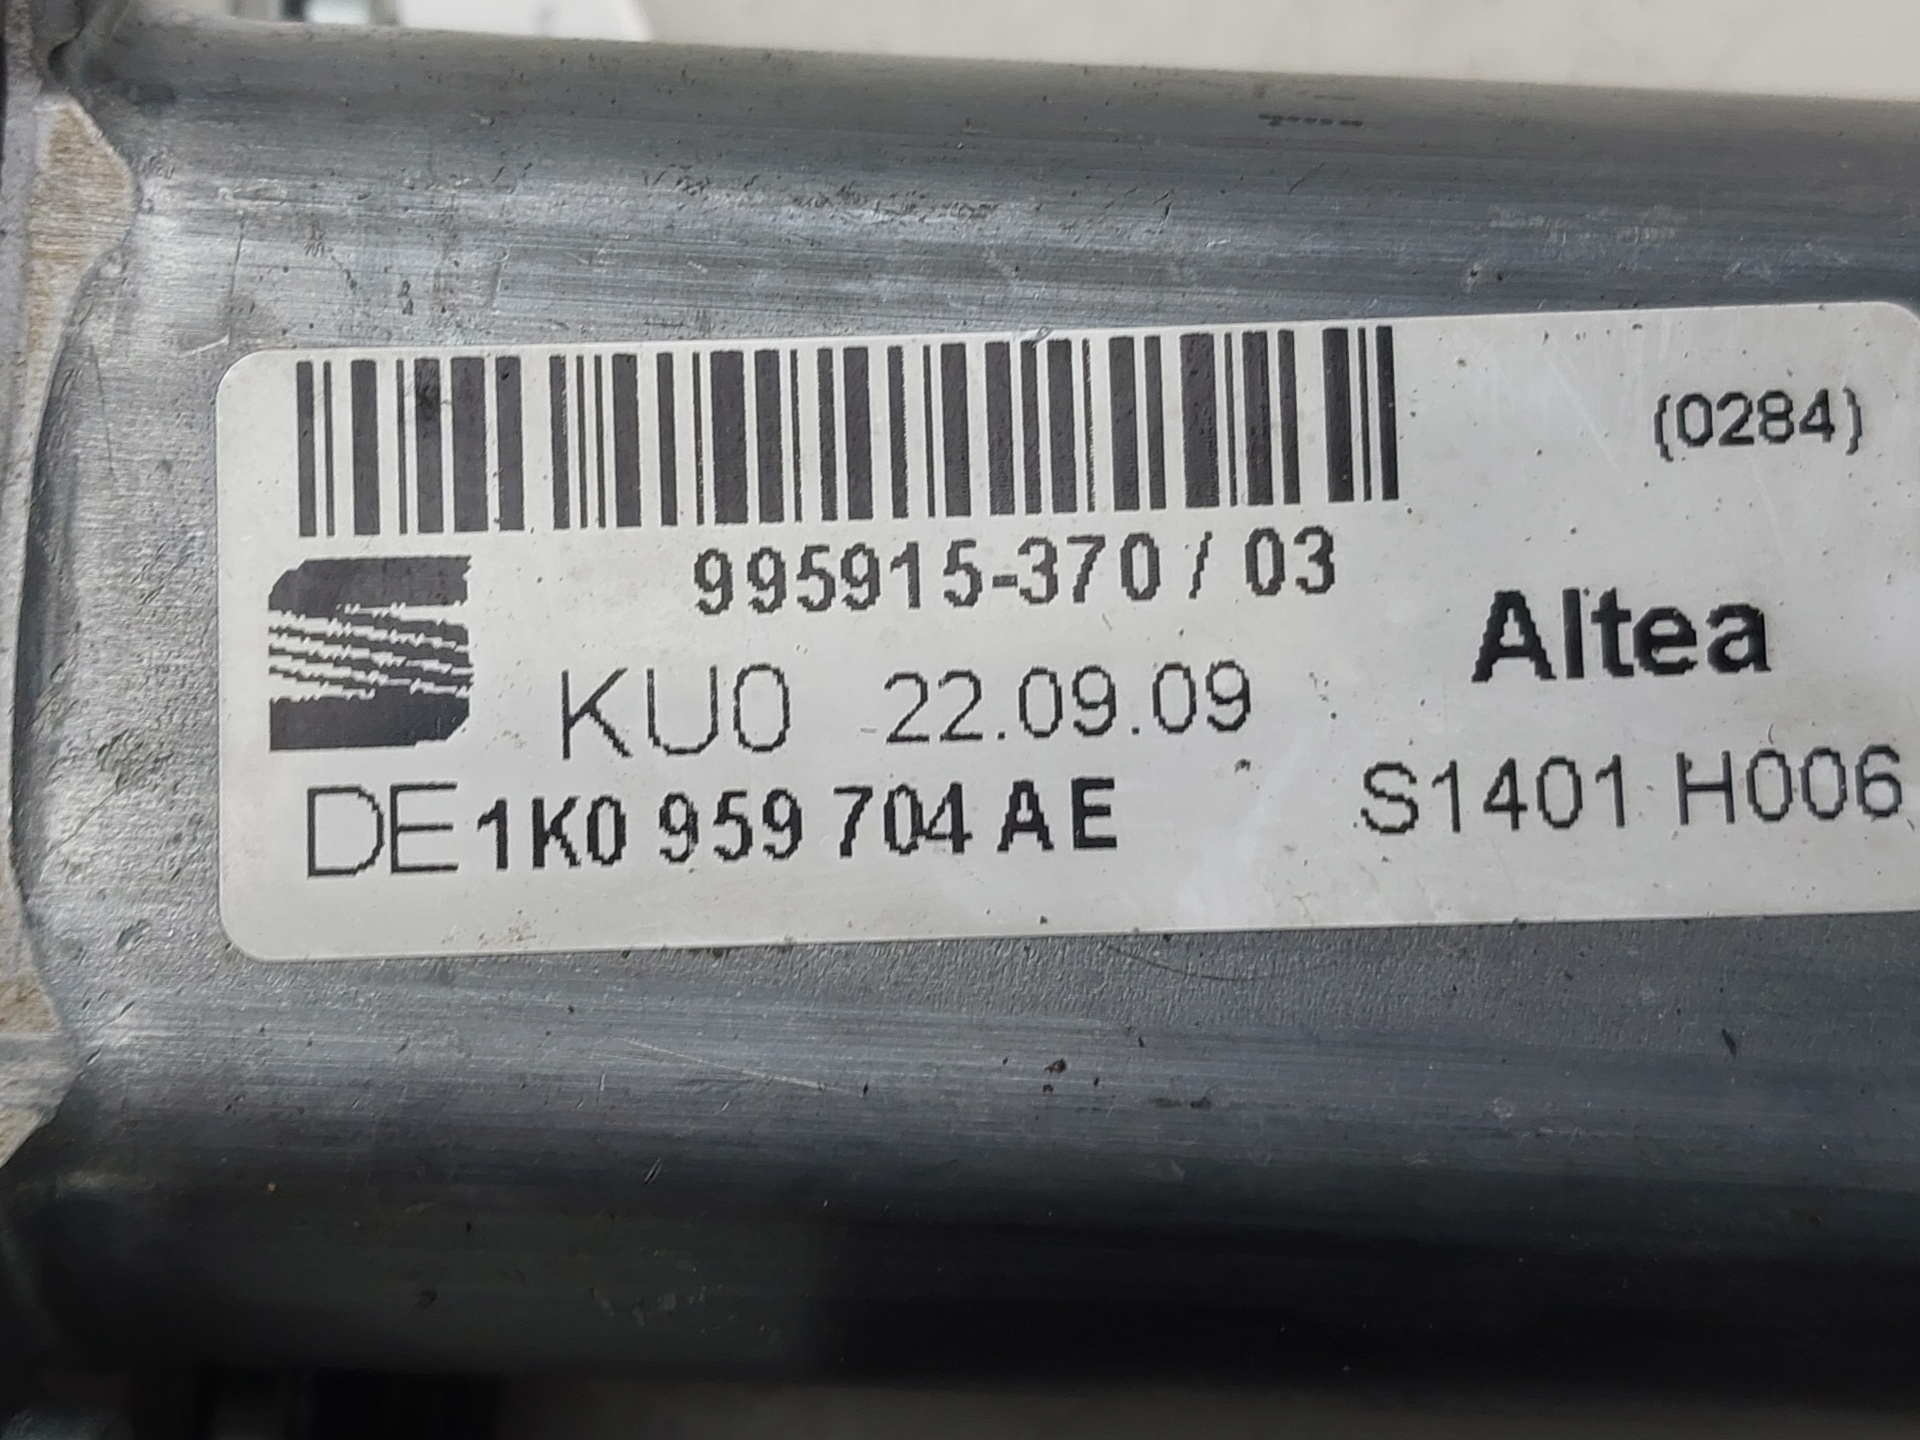 (0284)
995915-370 / 03
Altea
KU0 22.09.09
S1401 H006
DE 1K0 959 704 AE